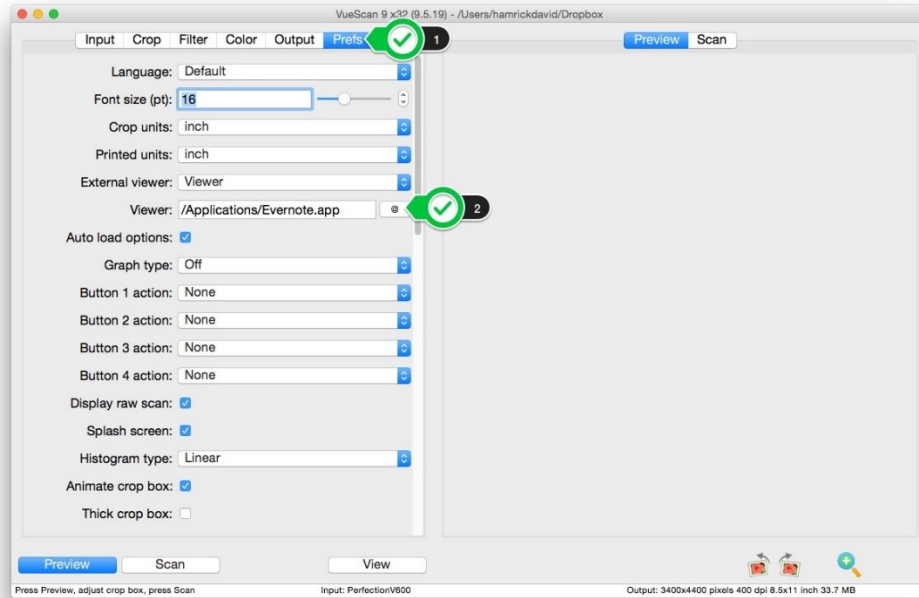 VueScan 9 x32 (9.5.19) - /Users/hamrickdavid/Dropbox
Input Crop Filter Color Output Prefs 1 Preview Scan
Language: Default
Font size (pt): 16
Crop units: inch
Printed units: inch
External viewer: Viewer
Viewer: /Applications/Evernote.app @ 2
Auto load options:
Graph type: Off
Button 1 action: None
Button 2 action: None
Button 3 action: None
Button 4 action: None
Display raw scan:
Splash screen:
Histogram type: Linear
Animate crop box:
Thick crop box:
Preview Scan View
Press Preview, adjust crop box, press Scan Input: PerfectionV600 Output: 3400x4400 pixels 400 dpi 8.5x11 inch 33.7 MB